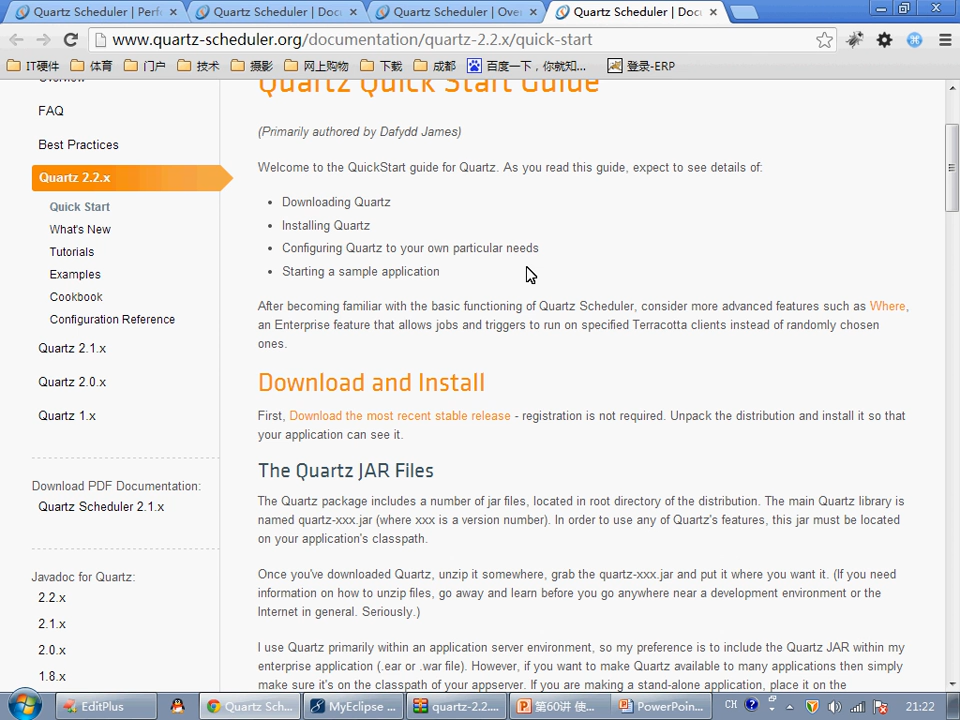 Quartz Scheduler | Perf
Quartz Scheduler | Docu
Quartz Scheduler | Over
Quartz Scheduler | Docu
www.quartz-scheduler.org/documentation/quartz-2.2.x/quick-start
IT硬件 体育 门户 技术 摄影 网上购物 下载 成都 百度一下，你就知... 登录-ERP
Overview
FAQ
Best Practices
Quartz 2.2.x
Quick Start
What's New
Tutorials
Examples
Cookbook
Configuration Reference
Quartz 2.1.x
Quartz 2.0.x
Quartz 1.x
Download PDF Documentation:
Quartz Scheduler 2.1.x
Javadoc for Quartz:
2.2.x
2.1.x
2.0.x
1.8.x
Quartz Quick Start Guide
(Primarily authored by Dafydd James)
Welcome to the QuickStart guide for Quartz. As you read this guide, expect to see details of:
• Downloading Quartz
• Installing Quartz
• Configuring Quartz to your own particular needs
• Starting a sample application
After becoming familiar with the basic functioning of Quartz Scheduler, consider more advanced features such as Where,
an Enterprise feature that allows jobs and triggers to run on specified Terracotta clients instead of randomly chosen
ones.
Download and Install
First, Download the most recent stable release - registration is not required. Unpack the distribution and install it so that
your application can see it.
The Quartz JAR Files
The Quartz package includes a number of jar files, located in root directory of the distribution. The main Quartz library is
named quartz-xxx.jar (where xxx is a version number). In order to use any of Quartz's features, this jar must be located
on your application's classpath.
Once you've downloaded Quartz, unzip it somewhere, grab the quartz-xxx.jar and put it where you want it. (If you need
information on how to unzip files, go away and learn before you go anywhere near a development environment or the
Internet in general. Seriously.)
I use Quartz primarily within an application server environment, so my preference is to include the Quartz JAR within my
enterprise application (.ear or .war file). However, if you want to make Quartz available to many applications then simply
make sure it's on the classpath of your appserver. If you are making a stand-alone application, place it on the
EditPlus
Quartz Sch...
MyEclipse ...
quartz-2.2....
第60讲 使...
PowerPoin...
CH
21:22